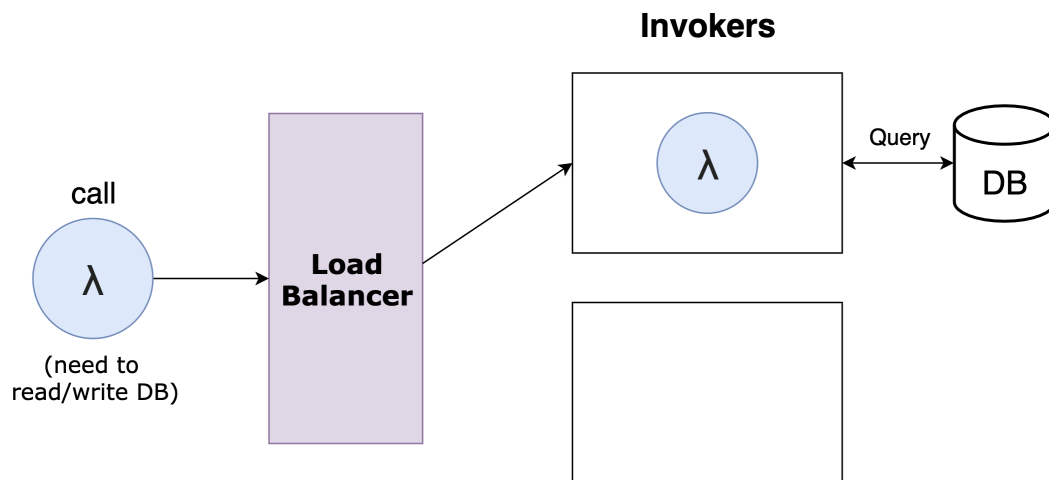 Invokers
call
λ
(need to
read/write DB)
Load
Balancer
λ
Query
DB